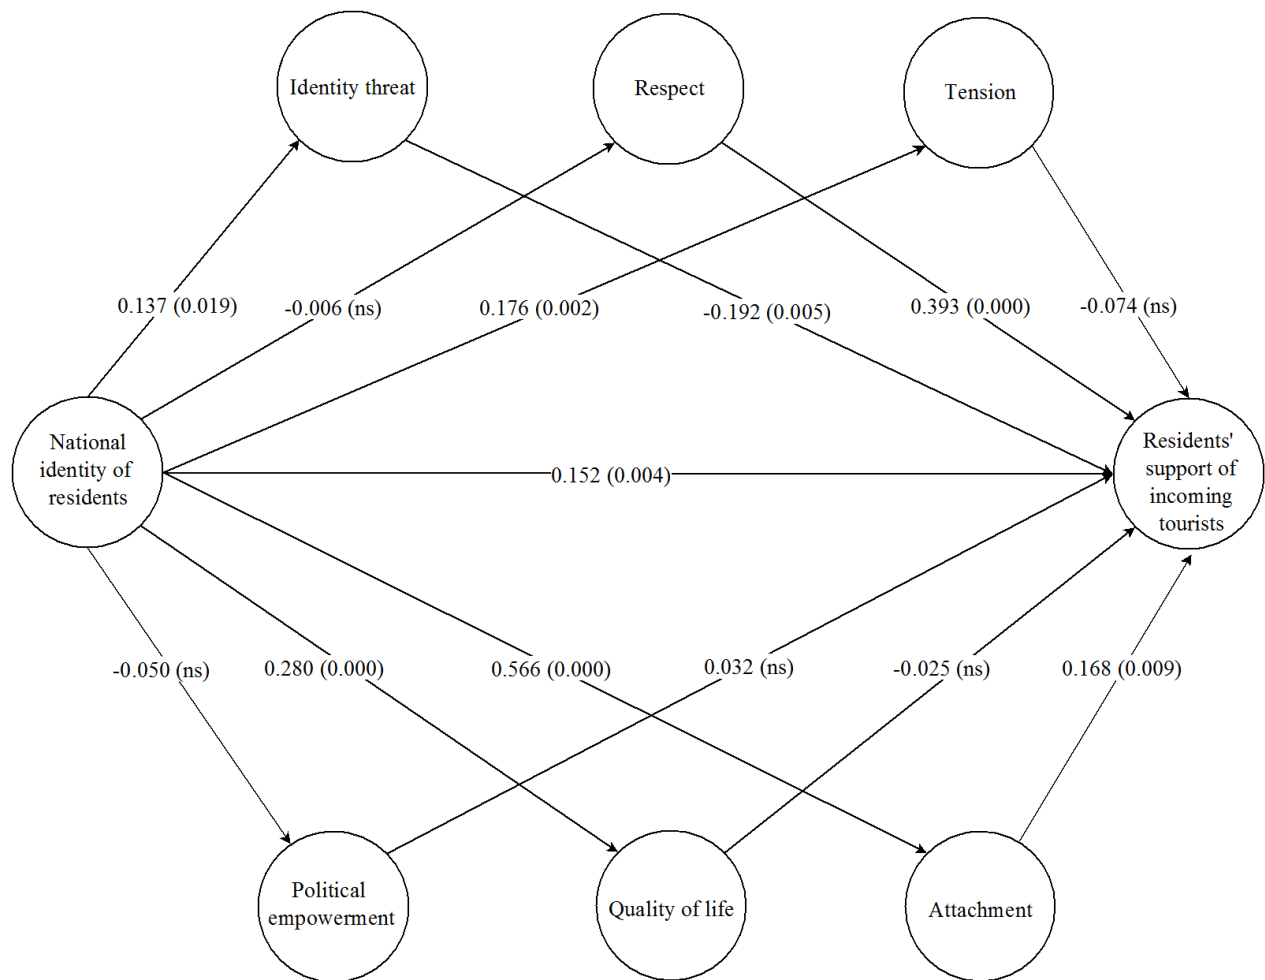 Identity threat
Respect
Tension
0.137 (0.019)
-0.006 (ns)
0.176 (0.002)
-0.192 (0.005)
0.393 (0.000)
-0.074 (ns)
National
identity of
residents
0.152 (0.004)
Residents'
support of
incoming
tourists
-0.050 (ns)
0.280 (0.000)
0.566 (0.000)
0.032 (ns)
-0.025 (ns)
0.168 (0.009)
Political
empowerment
Quality of life
Attachment